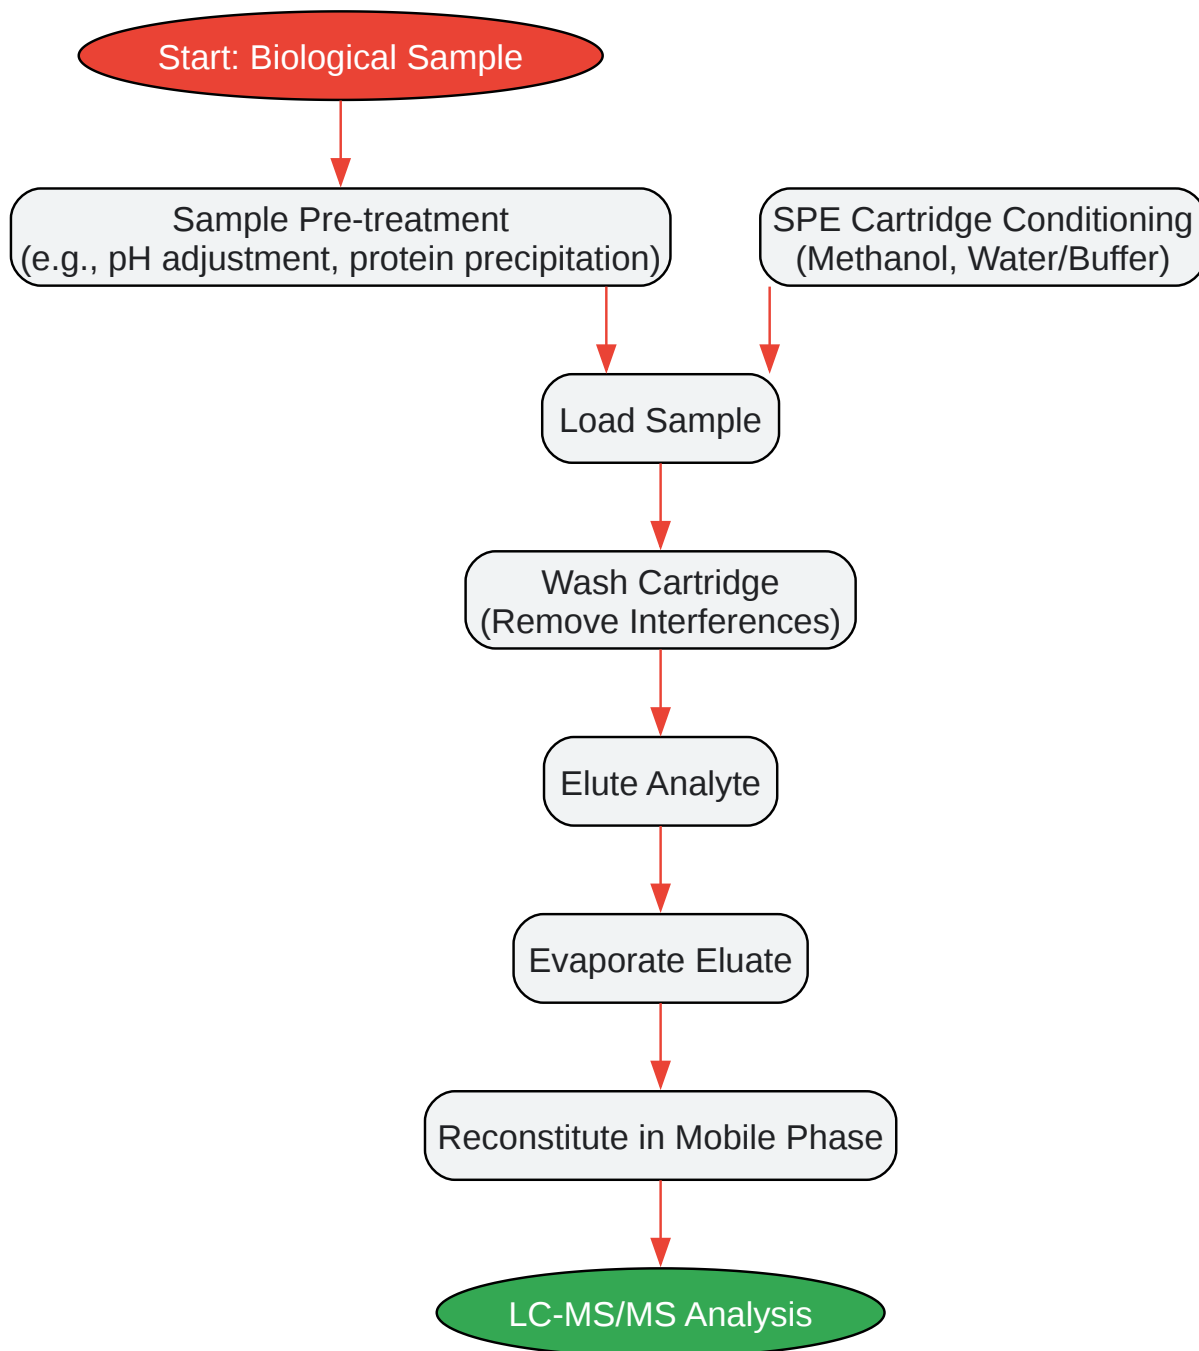 Start: Biological Sample
Sample Pre-treatment
(e.g., pH adjustment, protein precipitation)
SPE Cartridge Conditioning
(Methanol, Water/Buffer)
Load Sample
Wash Cartridge
(Remove Interferences)
Elute Analyte
Evaporate Eluate
Reconstitute in Mobile Phase
LC-MS/MS Analysis